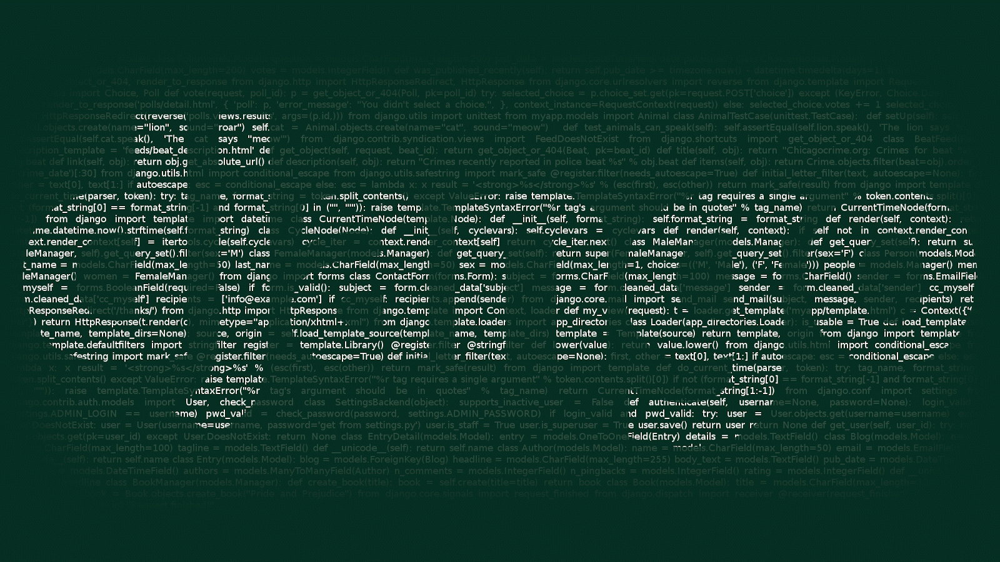 django
models.CharField(max_length=200) votes = models.IntegerField() def was_published_recently(self): return self.pub_date >= timezone.now() - datetime.timedelta(days=1)
object_or_404, render_to_response from django.http import HttpResponseRedirect, HttpResponse from django.core.urlresolvers import reverse from django.template import
import Choice, Poll def vote(request, poll_id): p = get_object_or_404(Poll, pk=poll_id) try: selected_choice = p.choice_set.get(pk=request.POST['choice']) except (KeyError,
render_to_response('polls/detail.html', { 'poll': p, 'error_message': "You didn't select a choice.", }, context_instance=RequestContext(request)) else: selected_choice.votes += 1
HttpResponseRedirect(reverse('polls.views.results', args=(p.id,))) from django.utils import unittest from myapp.models import Animal class AnimalTestCase(unittest.TestCase): def setUp(self):
objects.create(name="lion", sound="roar") self.cat = Animal.objects.create(name="cat", sound="meow") def test_animals_can_speak(self): self.assertEqual(self.lion.speak(), 'The lion says
assertEqual(self.cat.speak(), 'The cat says "meow"') from django.contrib.syndication.views import FeedDoesNotExist from django.shortcuts import get_object_or_404 class
description_template = 'feeds/beat_description.html' def get_object(self, request, beat_id): return get_object_or_404(Beat, pk=beat_id) def title(self, obj): return "Chicagocrime.org: Crimes for beat
beat def link(self, obj): return obj.get_absolute_url() def description(self, obj): return "Crimes recently reported in police beat %s" % obj.beat def items(self, obj): return Crime.objects.filter(beat=obj)
crime_date')[:30] from django.utils.html import conditional_escape from django.utils.safestring import mark_safe @register.filter(needs_autoescape=True) def initial_letter_filter(text, autoescape=None):
other = text[0], text[1:] if autoescape: esc = conditional_escape else: esc = lambda x: x result = '<strong>%s</strong>%s' % (esc(first), esc(other)) return mark_safe(result) from django import template
current_time(parser, token): try: tag_name, format_string = token.split_contents() except ValueError: raise template.TemplateSyntaxError("%r tag requires a single argument" % token.contents.split()[0])
(format_string[0] == format_string[-1] and format_string[0] in ('"', "'")): raise template.TemplateSyntaxError("%r tag's argument should be in quotes" % tag_name) return CurrentTimeNode(format_
from django import template import datetime class CurrentTimeNode(template.Node): def __init__(self, format_string): self.format_string = format_string def render(self, context):
time.datetime.now().strftime(self.format_string) class CycleNode(Node): def __init__(self, cyclevars): self.cyclevars = cyclevars def render(self, context): if self not in context.render_con
context.render_context[self] = itertools.cycle(self.cyclevars) cycle_iter = context.render_context[self] return cycle_iter.next() class MaleManager(models.Manager): def get_query_set(self): return su
leManager, self).get_query_set().filter(sex='M') class FemaleManager(models.Manager): def get_query_set(self): return super(FemaleManager, self).get_query_set().filter(sex='F') class Person(models.Mod
t_name = models.CharField(max_length=50) last_name = models.CharField(max_length=50) sex = models.CharField(max_length=1, choices=(('M', 'Male'), ('F', 'Female'))) people = models.Manager() men
leManager() women = FemaleManager() from django import forms class ContactForm(forms.Form): subject = forms.CharField(max_length=100) message = forms.CharField() sender = forms.EmailFiel
myself = forms.BooleanField(required=False) if form.is_valid(): subject = form.cleaned_data['subject'] message = form.cleaned_data['message'] sender = form.cleaned_data['sender'] cc_myself
m.cleaned_data['cc_myself'] recipients = ['info@example.com'] if cc_myself: recipients.append(sender) from django.core.mail import send_mail send_mail(subject, message, sender, recipients) ret
pResponseRedirect('/thanks/') from django.http import HttpResponse from django.template import Context, loader def my_view(request): t = loader.get_template('myapp/template.html') c = Context({'f
) return HttpResponse(t.render(c), mimetype="application/xhtml+xml") from django.template.loaders import app_directories class Loader(app_directories.Loader): is_usable = True def load_template
te_name, template_dirs=None): source, origin = self.load_template_source(template_name, template_dirs) template = Template(source) return template, origin from django import template
template.defaultfilters import stringfilter register = template.Library() @register.filter @stringfilter def lower(value): return value.lower() from django.utils.html import conditional_escape
django.utils.safestring import mark_safe @register.filter(needs_autoescape=True) def initial_letter_filter(text, autoescape=None): first, other = text[0], text[1:] if autoescape: esc = conditional_escape else:
x: x result = '<strong>%s</strong>%s' % (esc(first), esc(other)) return mark_safe(result) from django import template def do_current_time(parser, token): try: tag_name, format_string
token.split_contents() except ValueError: raise template.TemplateSyntaxError("%r tag requires a single argument" % token.contents.split()[0]) if not (format_string[0] == format_string[-1] and format_string[0]
"'")): raise template.TemplateSyntaxError("%r tag's argument should be in quotes" % tag_name) return CurrentTimeNode(format_string[1:-1]) from django.conf import settings
django.contrib.auth.models import User, check_password class SettingsBackend(object): supports_inactive_user = False def authenticate(self, username=None, password=None):
settings.ADMIN_LOGIN == username) pwd_valid = check_password(password, settings.ADMIN_PASSWORD) if login_valid and pwd_valid: try: user = User.objects.get(username=username)
DoesNotExist: user = User(username=username, password='get from settings.py') user.is_staff = True user.is_superuser = True user.save() return user return None def get_user(self, user_id): try:
objects.get(pk=user_id) except User.DoesNotExist: return None class EntryDetail(models.Model): entry = models.OneToOneField(Entry) details = models.TextField() class Blog(models.Model):
CharField(max_length=100) tagline = models.TextField() def __unicode__(self): return self.name class Author(models.Model): name = models.CharField(max_length=50) email =
(self): return self.name class Entry(models.Model): blog = models.ForeignKey(Blog) headline = models.CharField(max_length=255) body_text = models.TextField() pub_date =
models.DateTimeField() authors = models.ManyToManyField(Author) n_comments = models.IntegerField() n_pingbacks = models.IntegerField() rating = models.IntegerField() def
headline class BookManager(models.Manager): def create_book(title): book = self.create(title=title) return book class Book(models.Model): title = models.CharField(max_length=
book = Book.objects.create_book("Pride and Prejudice") from django.core.signals import request_finished from django.dispatch import receiver @receiver(request_finished)